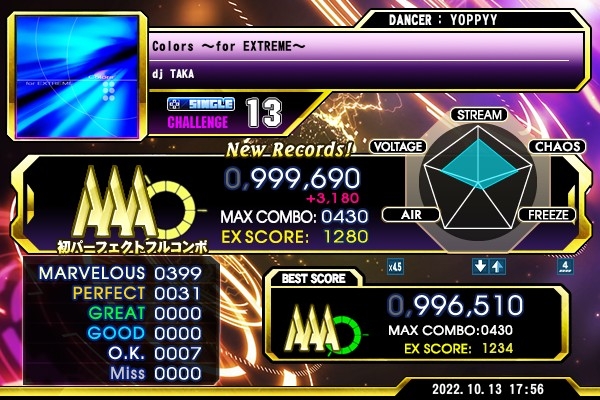 DANCER : YOPPYY
Colors ～for EXTREME～
dj TAKA
SINGLE
CHALLENGE
13
New Records!
STREAM
VOLTAGE
CHAOS
AIR
FREEZE
AAA
0,999,690
+3,180
MAX COMBO: 0430
EX SCORE: 1280
初パーフェクトフルコンボ
MARVELOUS 0399
PERFECT 0031
GREAT 0000
GOOD 0000
O.K. 0007
Miss 0000
x4.5
4
BEST SCORE
AAA
0,996,510
MAX COMBO:0430
EX SCORE: 1234
2022.10.13 17:56